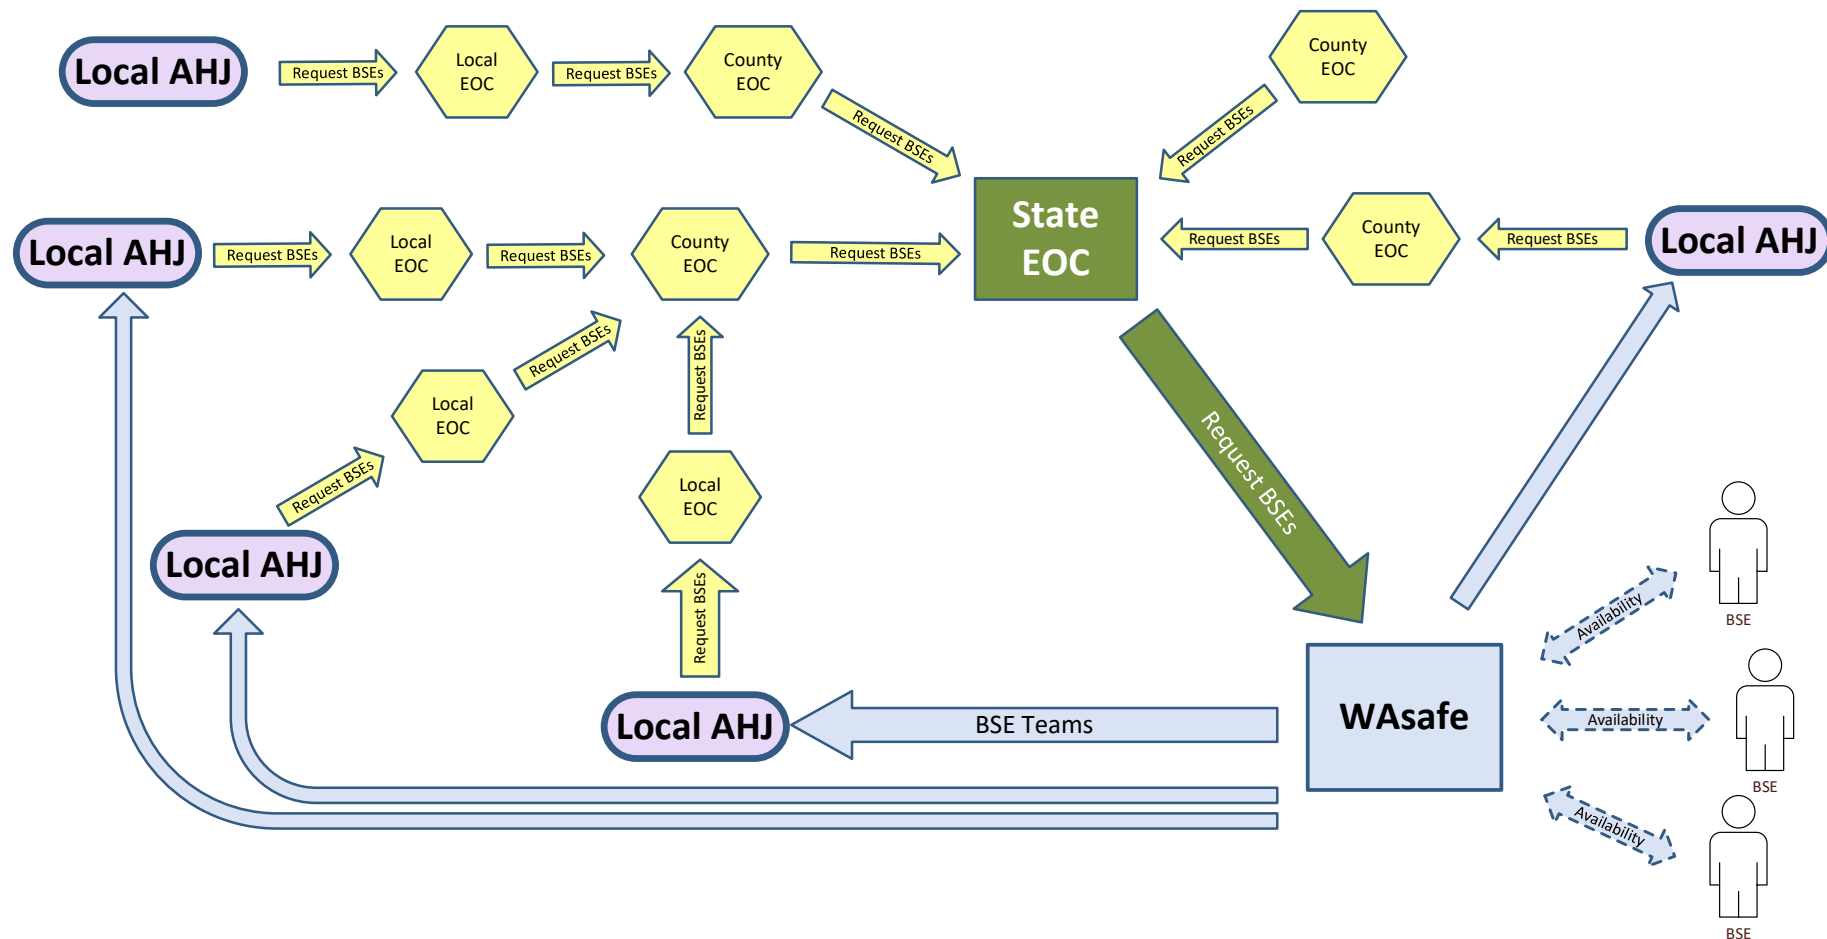 Local AHJ
Request BSEs
Local
EOC
Request BSEs
County
EOC
Request BSEs
County
EOC
Request BSEs
Local AHJ
Request BSEs
Local
EOC
Request BSEs
County
EOC
Request BSEs
State
EOC
Request BSEs
County
EOC
Request BSEs
Local AHJ
Request BSEs
Request BSEs
Local
EOC
Request BSEs
Local
EOC
Request BSEs
Local AHJ
Request BSEs
Request BSEs
Local AHJ
BSE Teams
WAsafe
Availability
BSE
Availability
BSE
Availability
BSE